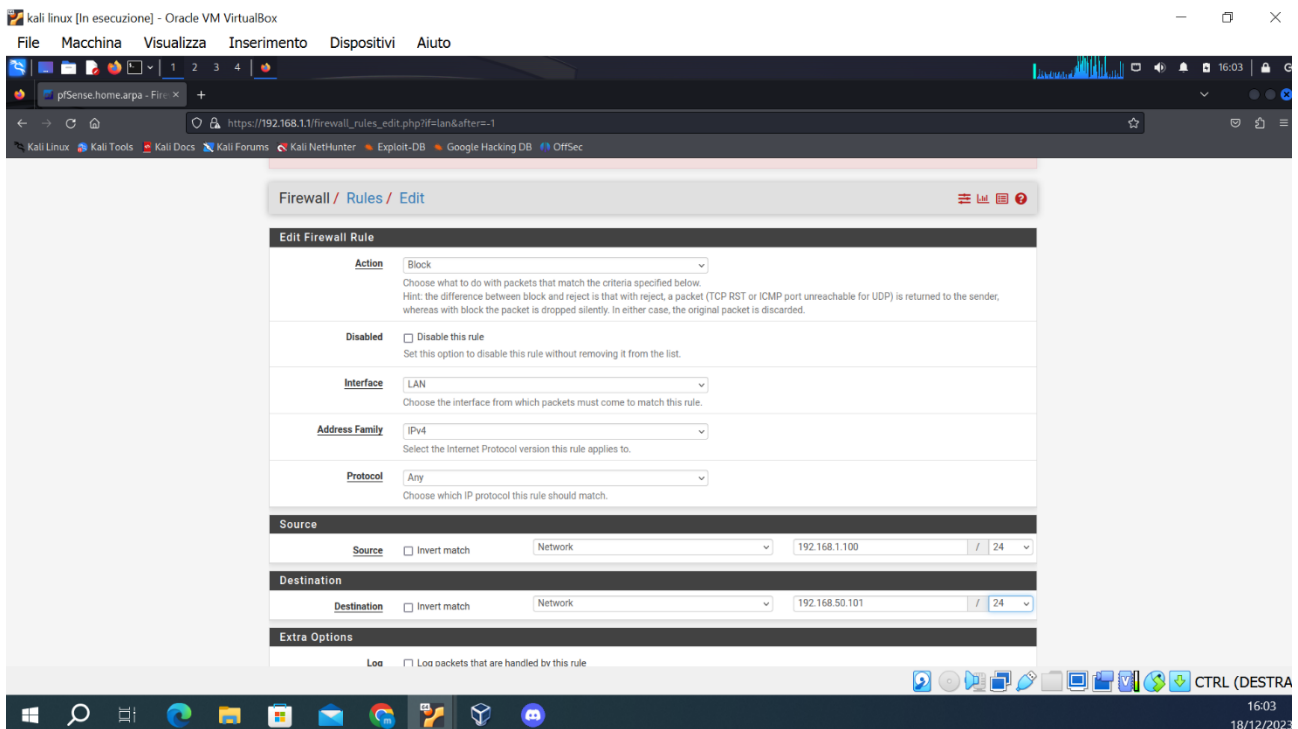 kali linux [In esecuzione] - Oracle VM VirtualBox
File Macchina Visualizza Inserimento Dispositivi Aiuto
1 2 3 4 16:03
pfSense.home.arpa - Fire
https://192.168.1.1/firewall_rules_edit.php?if=lan&after=-1
Kali Linux Kali Tools Kali Docs Kali Forums Kali NetHunter Exploit-DB Google Hacking DB OffSec
Firewall / Rules / Edit
Edit Firewall Rule
Action Block
Choose what to do with packets that match the criteria specified below.
Hint: the difference between block and reject is that with reject, a packet (TCP RST or ICMP port unreachable for UDP) is returned to the sender,
whereas with block the packet is dropped silently. In either case, the original packet is discarded.
Disabled Disable this rule
Set this option to disable this rule without removing it from the list.
Interface LAN
Choose the interface from which packets must come to match this rule.
Address Family IPv4
Select the Internet Protocol version this rule applies to.
Protocol Any
Choose which IP protocol this rule should match.
Source
Source Invert match Network 192.168.1.100 / 24
Destination
Destination Invert match Network 192.168.50.101 / 24
Extra Options
Log Log packets that are handled by this rule
CTRL (DESTRA
16:03
18/12/2023